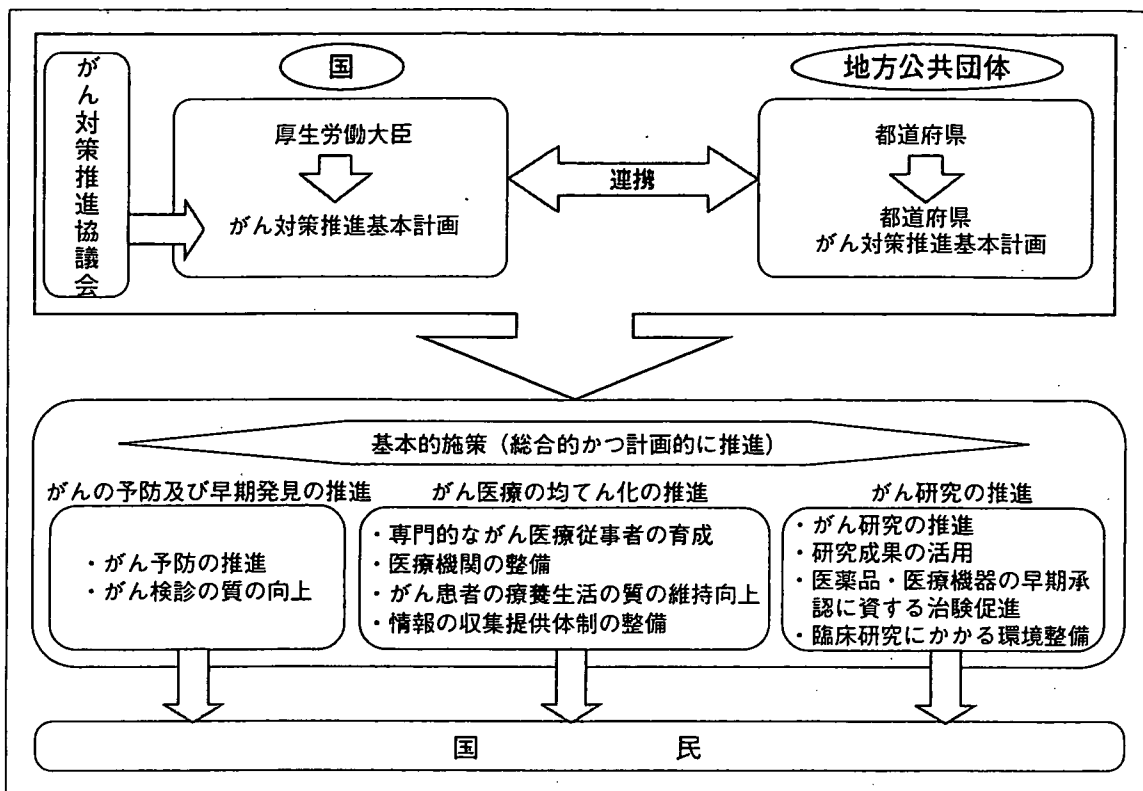 がん対策推進協議会
国
厚生労働大臣
がん対策推進基本計画
連携
地方公共団体
都道府県
都道府県
がん対策推進基本計画
基本的施策（総合的かつ計画的に推進）
がんの予防及び早期発見の推進
・がん予防の推進
・がん検診の質の向上
がん医療の均てん化の推進
・専門的ながん医療従事者の育成
・医療機関の整備
・がん患者の療養生活の質の維持向上
・情報の収集提供体制の整備
がん研究の推進
・がん研究の推進
・研究成果の活用
・医薬品・医療機器の早期承
認に資する治験促進
・臨床研究にかかる環境整備
国　民